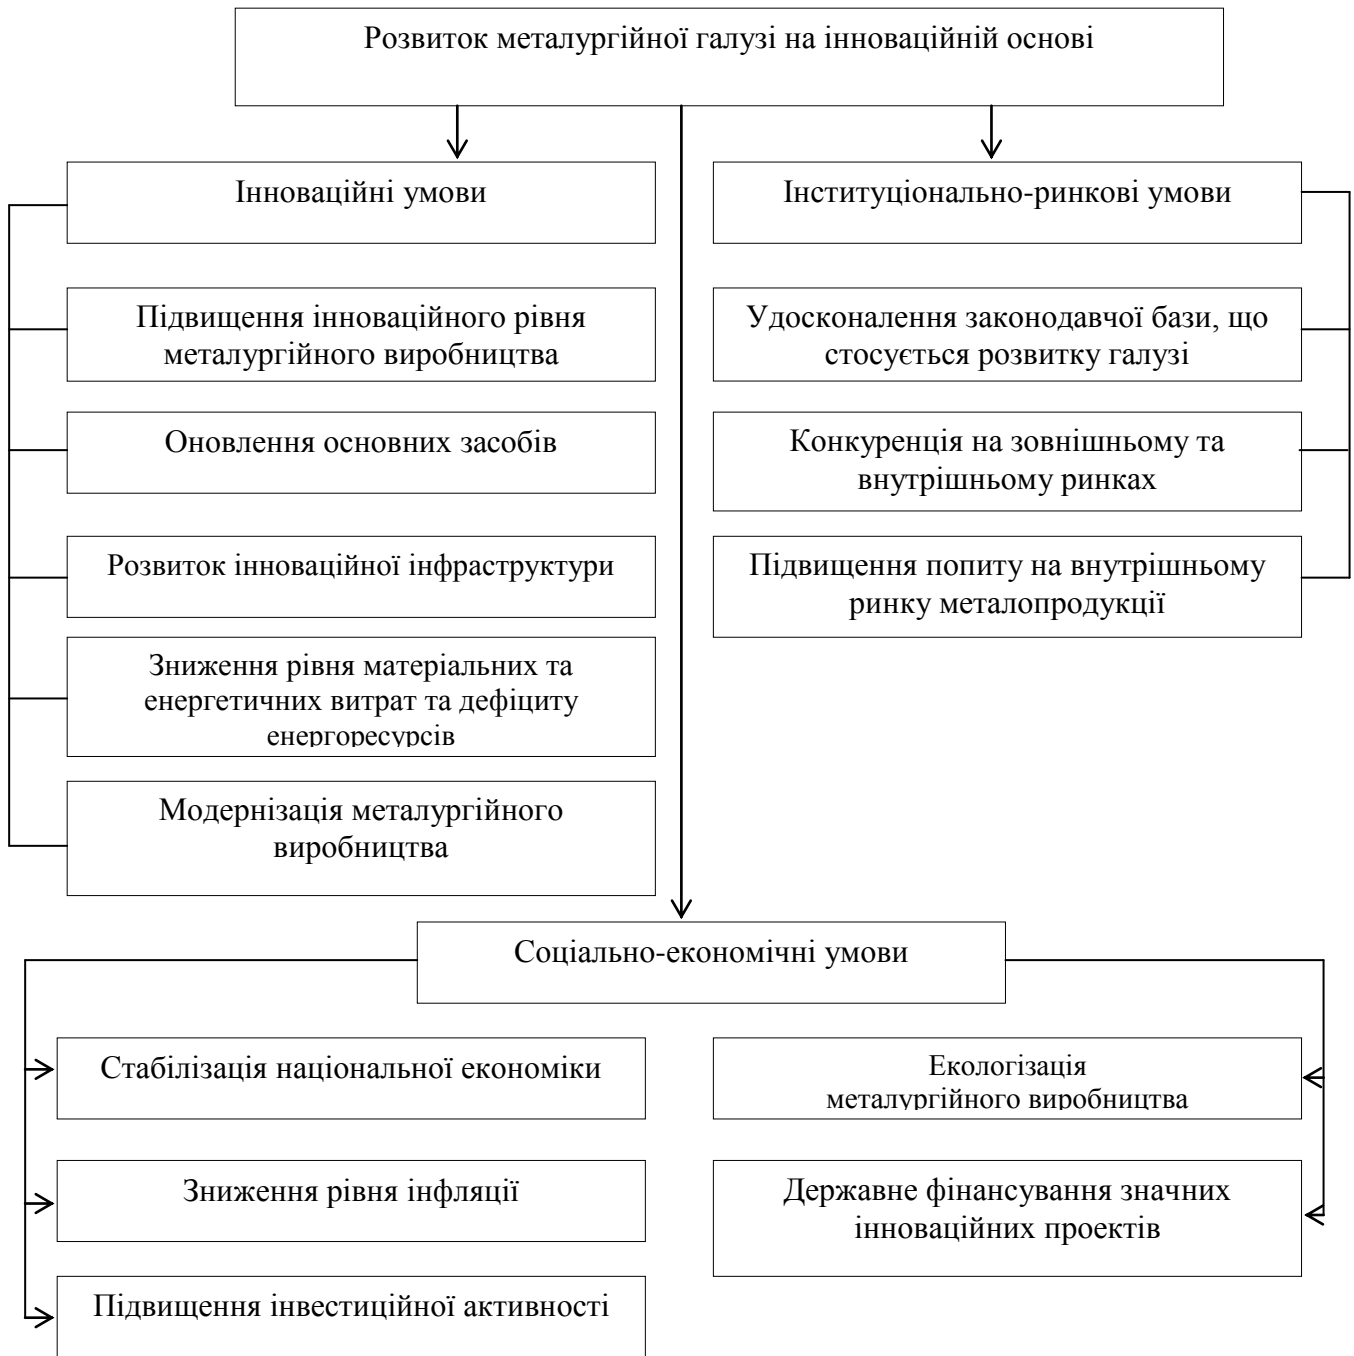 Розвиток металургійної галузі на інноваційній основі
Інноваційні умови
Підвищення інноваційного рівня
металургійного виробництва
Оновлення основних засобів
Розвиток інноваційної інфраструктури
Зниження рівня матеріальних та
енергетичних витрат та дефіциту
енергоресурсів
Модернізація металургійного
виробництва
Інституціонально-ринкові умови
Удосконалення законодавчої бази, що
стосується розвитку галузі
Конкуренція на зовнішньому та
внутрішньому ринках
Підвищення попиту на внутрішньому
ринку металопродукції
Соціально-економічні умови
Стабілізація національної економіки
Зниження рівня інфляції
Підвищення інвестиційної активності
Екологізація
металургійного виробництва
Державне фінансування значних
інноваційних проектів